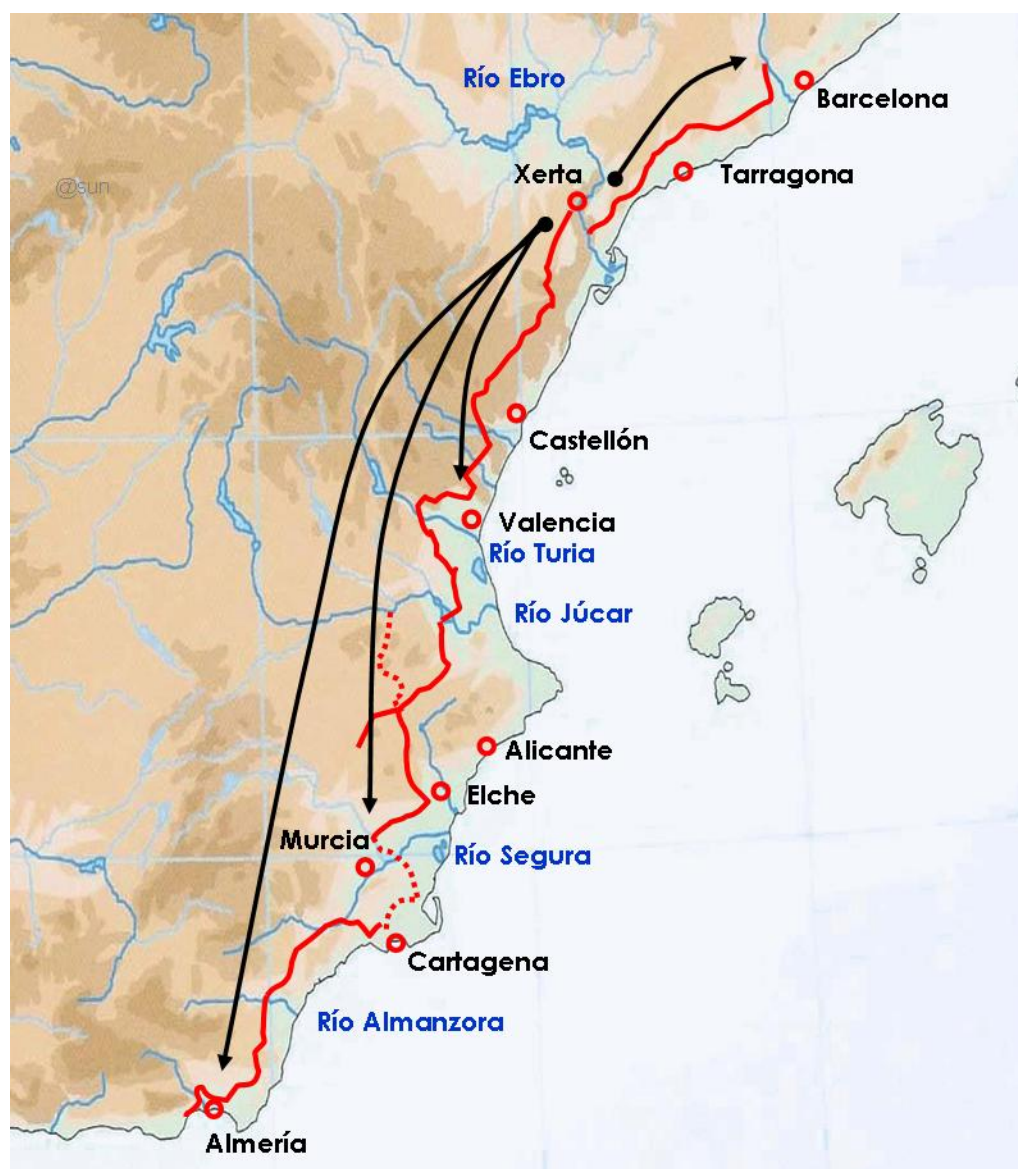 Río Ebro
Barcelona
Xerta
Tarragona
@sun
Castellón
Valencia
Río Turia
Río Júcar
Alicante
Elche
Murcia
Río Segura
Cartagena
Río Almanzora
Almería